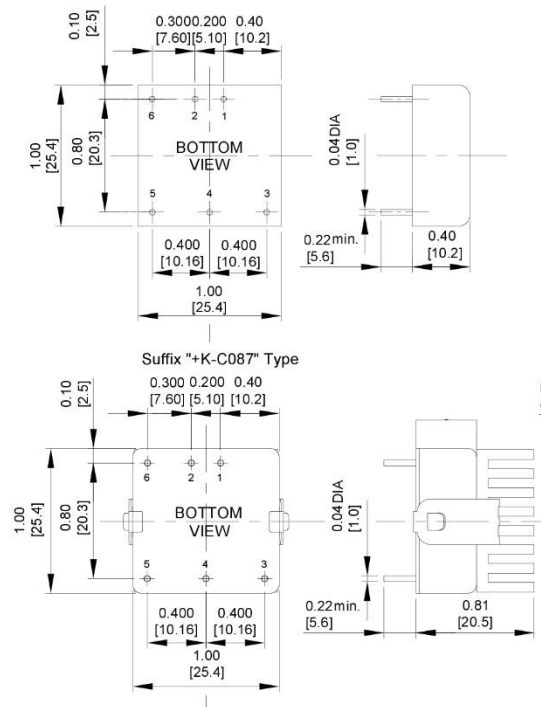 0.10
[2.5]
0.3000 0.200 0.40
[7.60] [5.10] [10.2]
6 2 1
BOTTOM
VIEW
1.00
[25.4]
0.80
[20.3]
5 4 3
0.400 0.400
[10.16] [10.16]
1.00
[25.4]
0.04DIA
[1.0]
0.22min.
[5.6]
0.40
[10.2]
Suffix "+K-C087" Type
0.10
[2.5]
0.300 0.200 0.40
[7.60] [5.10] [10.2]
6 2 1
BOTTOM
VIEW
1.00
[25.4]
0.80
[20.3]
5 4 3
0.400 0.400
[10.16] [10.16]
1.00
[25.4]
0.04DIA
[1.0]
0.22min.
[5.6]
0.81
[20.5]